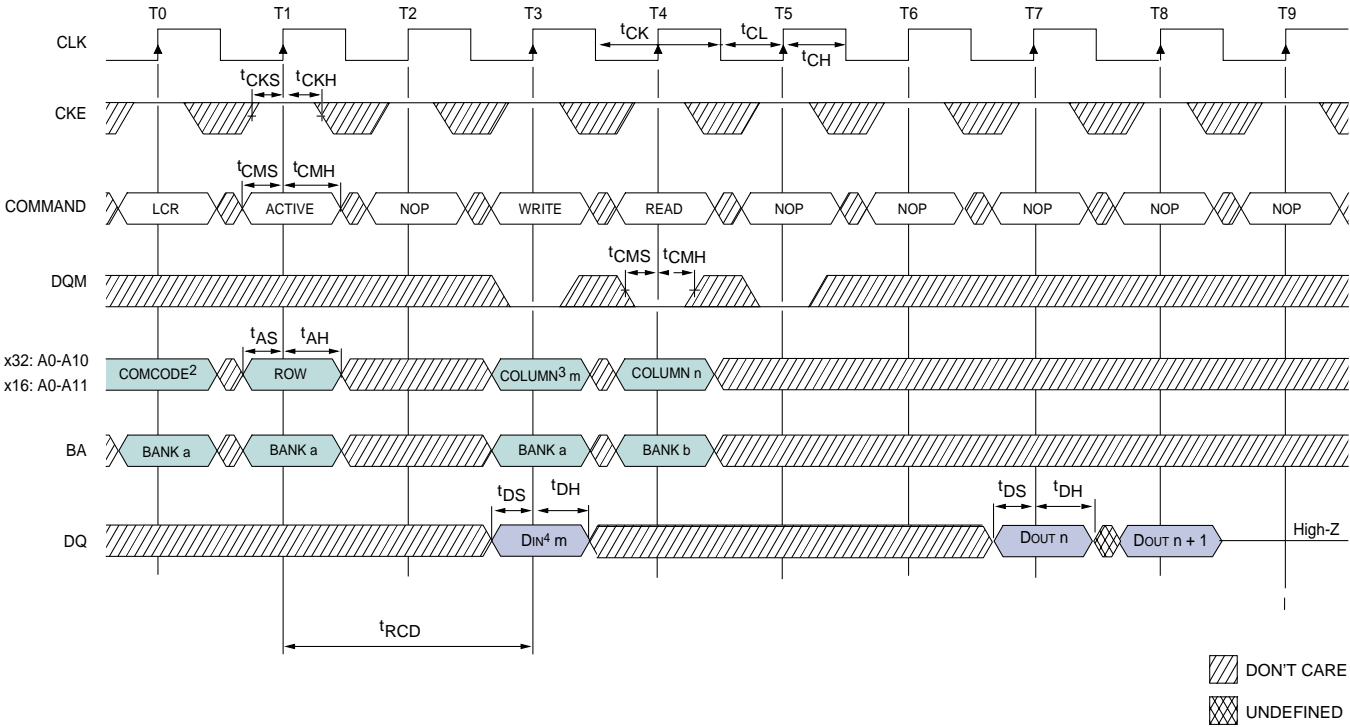 T0 T1 T2 T3 T4 T5 T6 T7 T8 T9
CLK
tCK tCL
tCH
tCKS tCKH
CKE
tCMS tCMH
COMMAND LCR ACTIVE NOP WRITE READ NOP NOP NOP NOP NOP
tCMS tCMH
DQM
tAS tAH
x32: A0-A10
x16: A0-A11
COMCODE2 ROW COLUMN3 m COLUMN n
BA BANK a BANK a BANK a BANK b
tDS tDH tDS tDH
DQ DIN4 m DOUT n DOUT n + 1 High-Z
tRCD
DON'T CARE
UNDEFINED